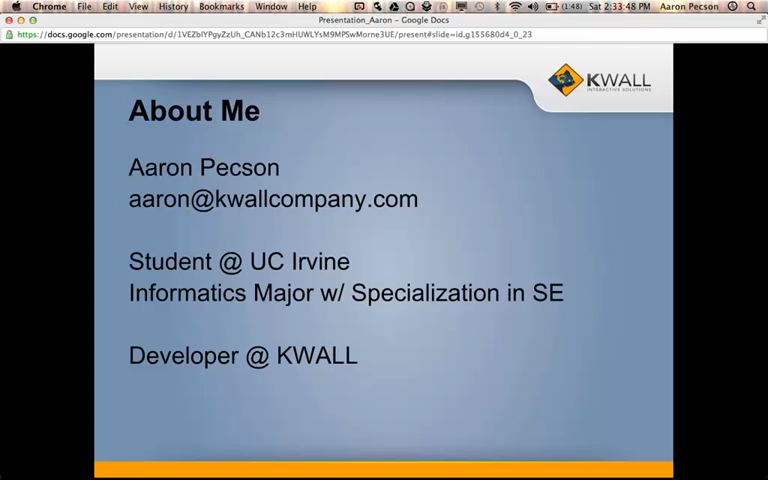 Chrome File Edit View History Bookmarks Window Help (1:48) Sat 2:33:48 PM Aaron Pecson
Presentation_Aaron – Google Docs
https://docs.google.com/presentation/d/1VEZblYPgyZzUh_CANb12c3mHUWLYsM9MPSwMorne3UE/present#slide=id.g155680d4_0_23
KWALL
INTERACTIVE SOLUTIONS
About Me
Aaron Pecson
aaron@kwallcompany.com
Student @ UC Irvine
Informatics Major w/ Specialization in SE
Developer @ KWALL